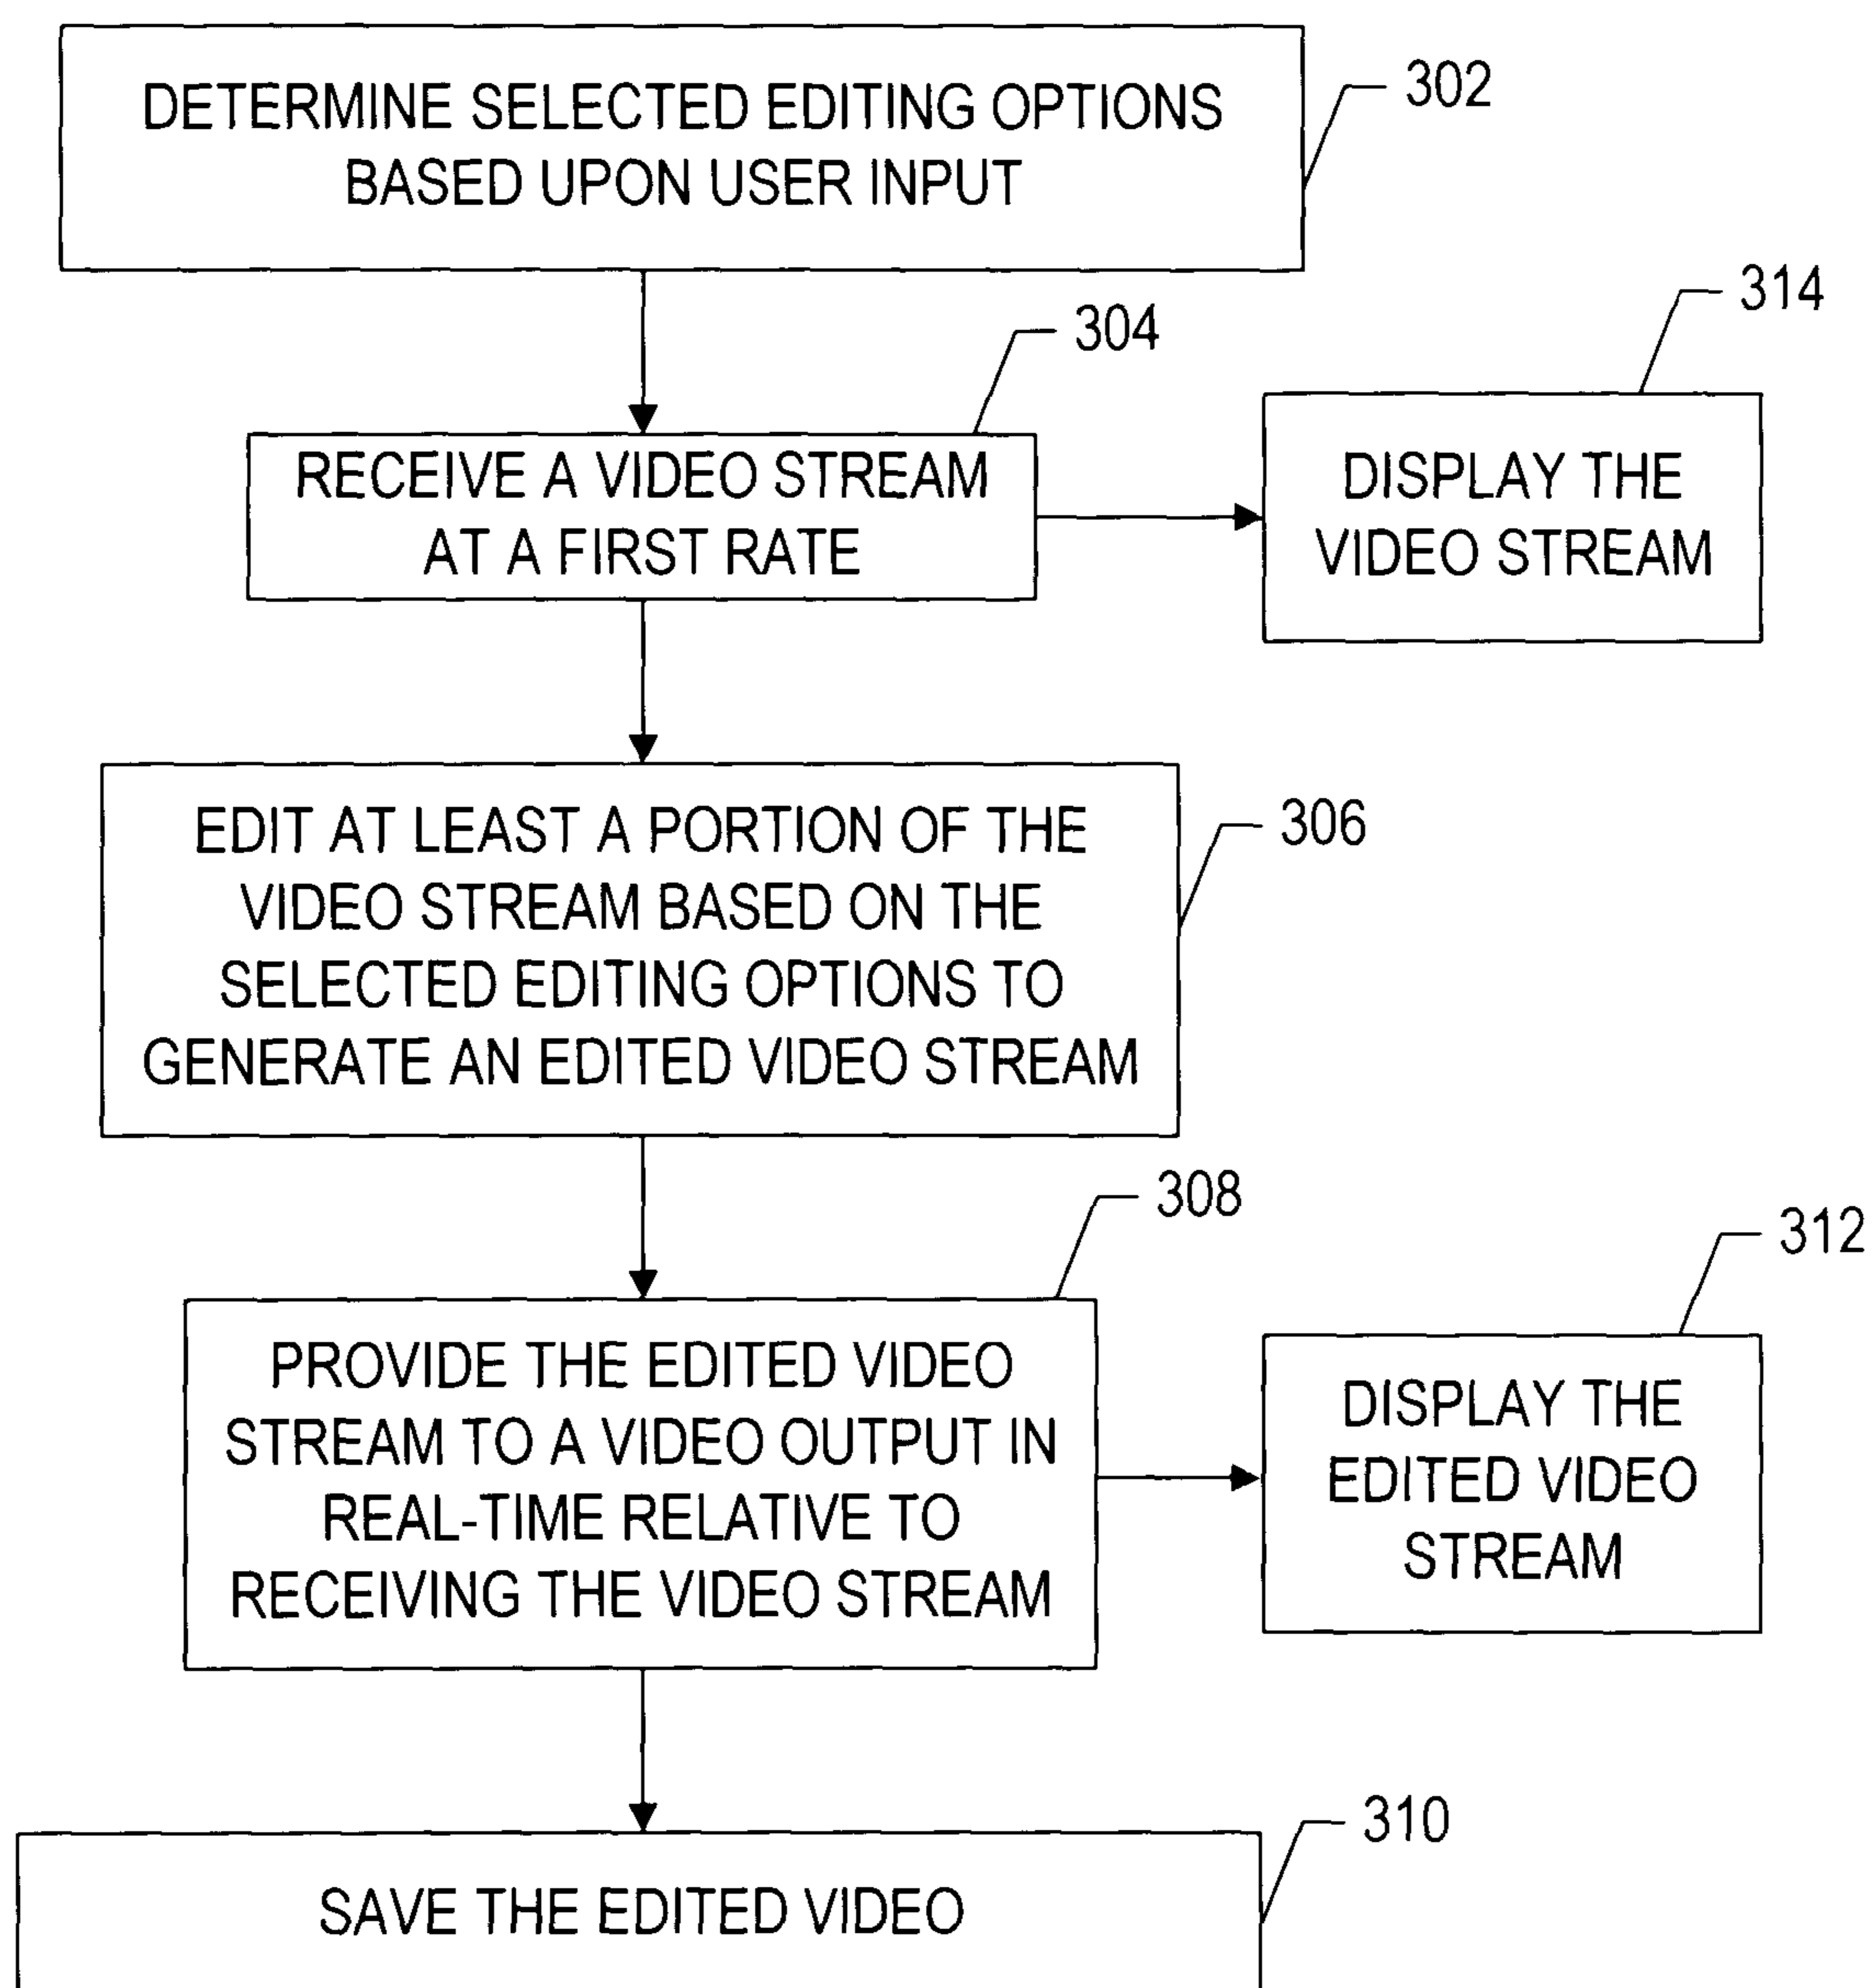 DETERMINE SELECTED EDITING OPTIONS
BASED UPON USER INPUT
302
304
RECEIVE A VIDEO STREAM
AT A FIRST RATE
314
DISPLAY THE
VIDEO STREAM
306
EDIT AT LEAST A PORTION OF THE
VIDEO STREAM BASED ON THE
SELECTED EDITING OPTIONS TO
GENERATE AN EDITED VIDEO STREAM
308
PROVIDE THE EDITED VIDEO
STREAM TO A VIDEO OUTPUT IN
REAL-TIME RELATIVE TO
RECEIVING THE VIDEO STREAM
312
DISPLAY THE
EDITED VIDEO
STREAM
310
SAVE THE EDITED VIDEO